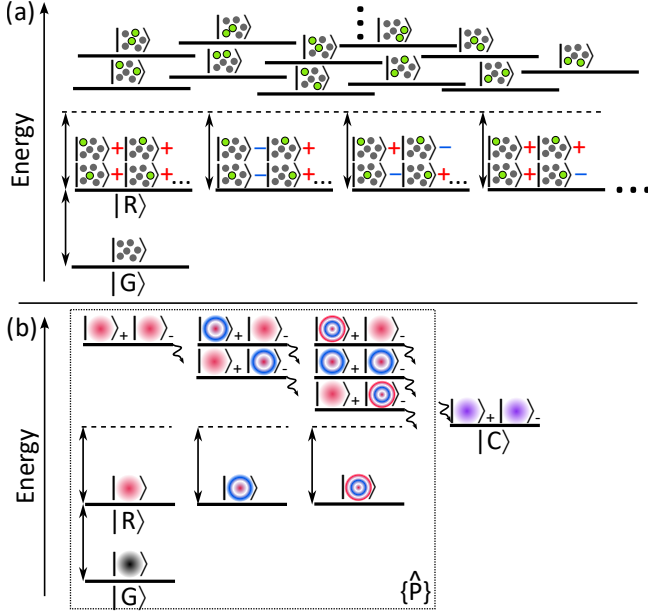 (a)
Energy
| ⟩ + | ⟩ + | ⟩ − | ⟩ + | ⟩ + | ⟩ − | ⟩ + | ⟩ +
| ⟩ + | ⟩ + ... | ⟩ − | ⟩ + ... | ⟩ − | ⟩ + ... | ⟩ + | ⟩ − ...
|R⟩
|G⟩
(b)
Energy
| ⟩+ | ⟩- | ⟩+ | ⟩- | ⟩+ | ⟩-
| ⟩+ | ⟩- | ⟩+ | ⟩-
| ⟩+ | ⟩-
| ⟩+ | ⟩-
|C⟩
| ⟩ | ⟩ | ⟩
|R⟩
| ⟩
|G⟩
{P̂}